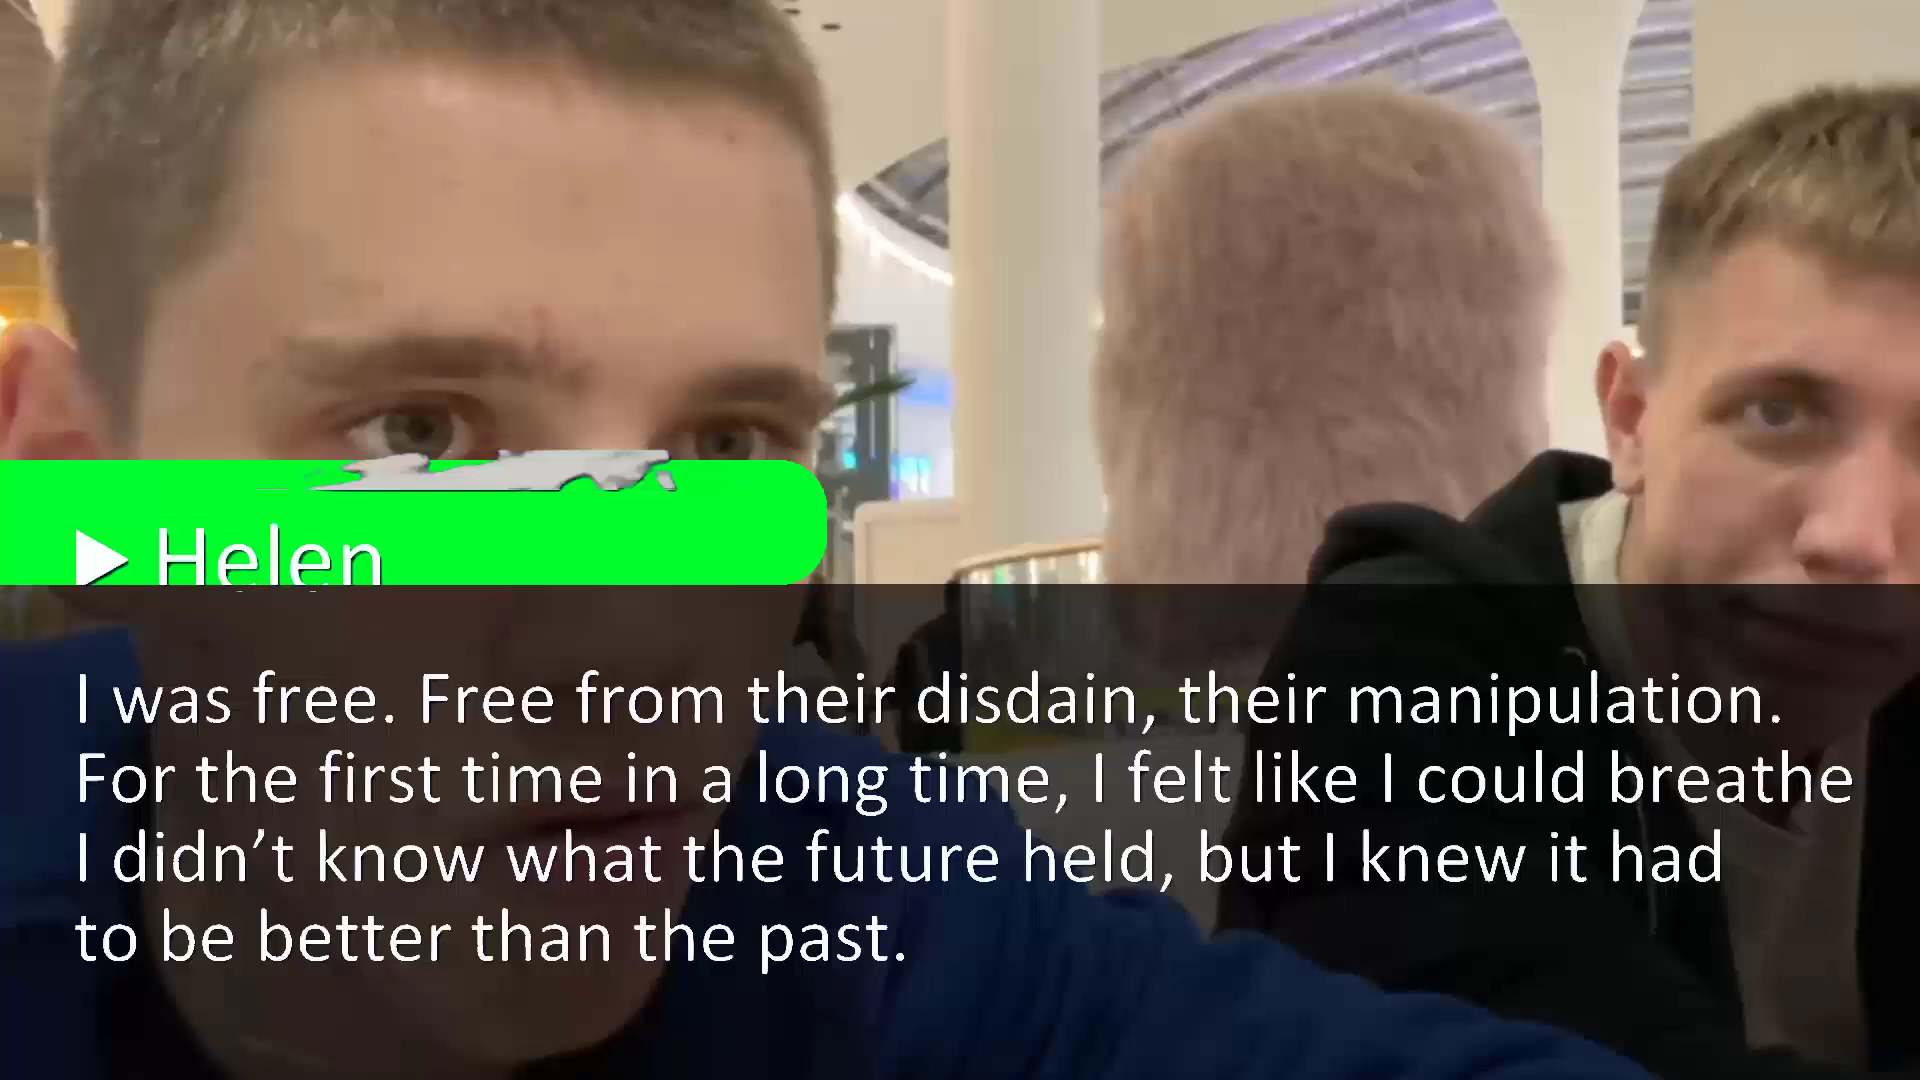 Helen
I was free. Free from their disdain, their manipulation.
For the first time in a long time, I felt like I could breathe
I didn’t know what the future held, but I knew it had
to be better than the past.